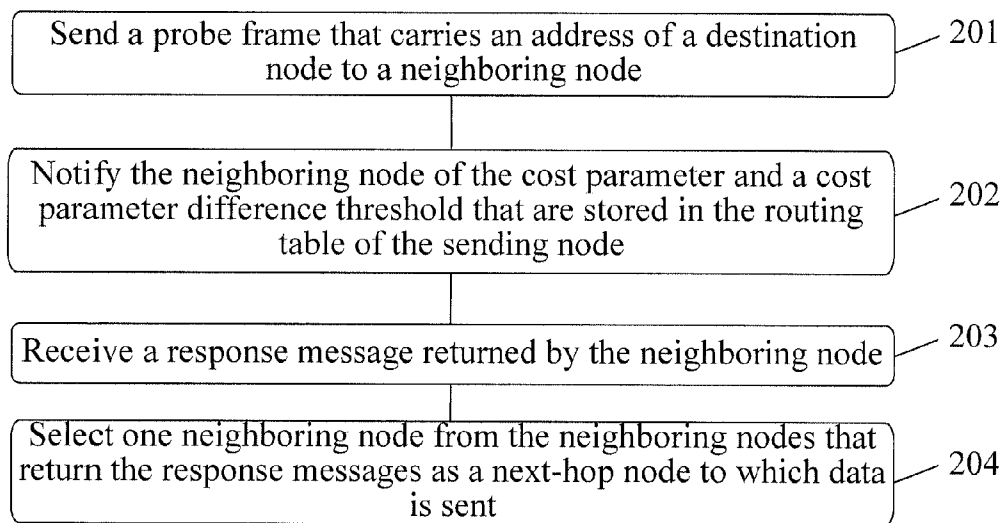 Send a probe frame that carries an address of a destination
node to a neighboring node
201
Notify the neighboring node of the cost parameter and a cost
parameter difference threshold that are stored in the routing
table of the sending node
202
Receive a response message returned by the neighboring node
203
Select one neighboring node from the neighboring nodes that
return the response messages as a next-hop node to which data
is sent
204